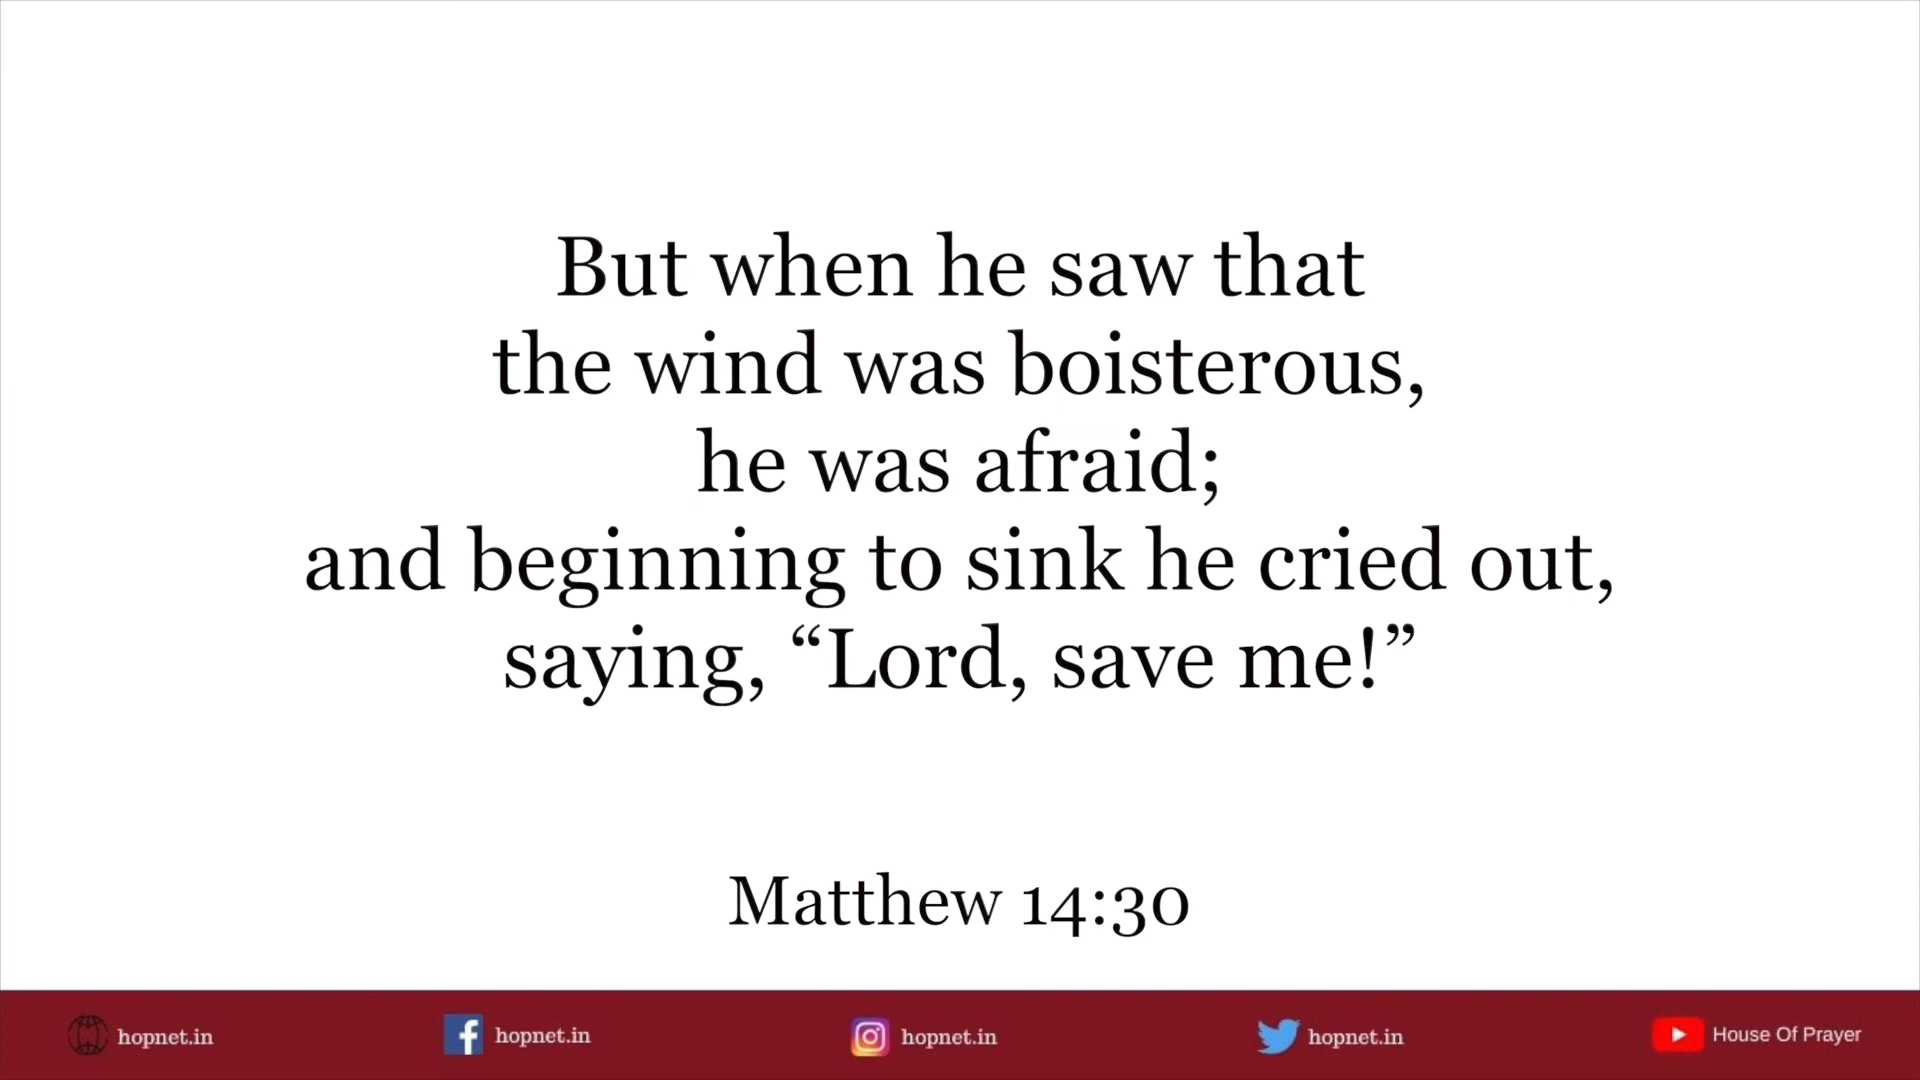 But when he saw that
the wind was boisterous,
he was afraid;
and beginning to sink he cried out,
saying, “Lord, save me!”
Matthew 14:30
hopnet.in hopnet.in hopnet.in hopnet.in House Of Prayer